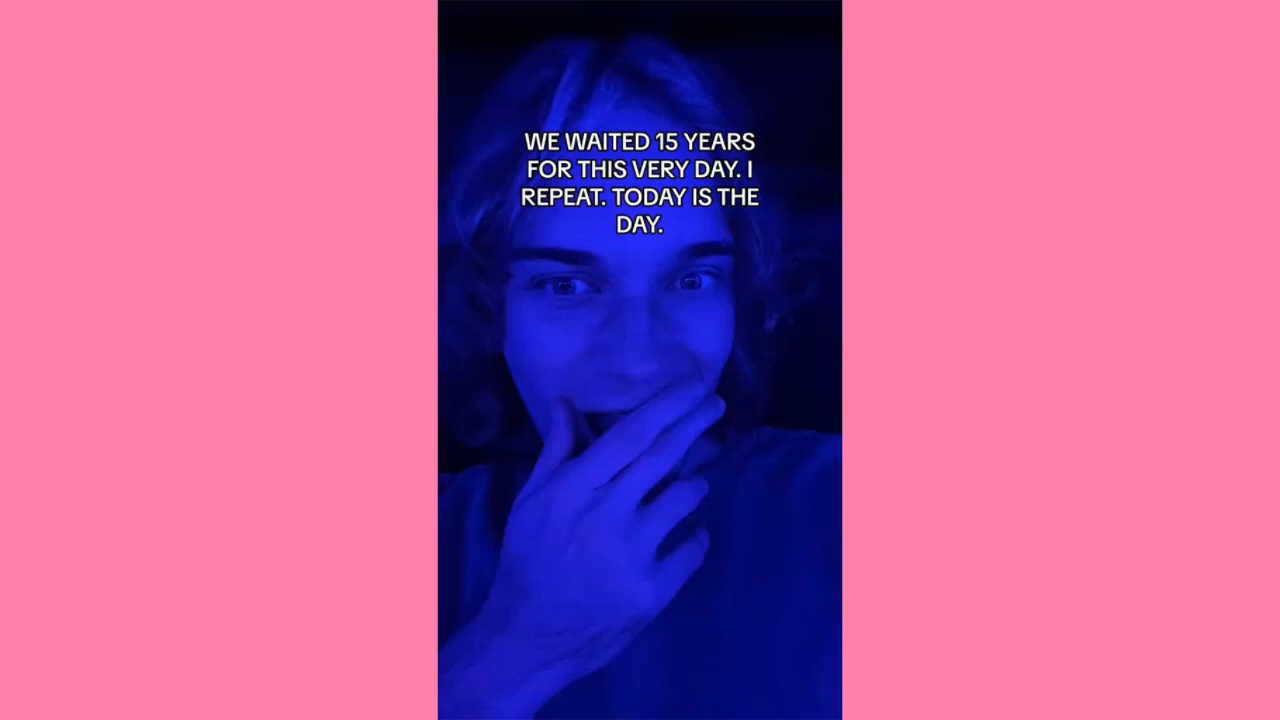 WE WAITED 15 YEARS
FOR THIS VERY DAY. I
REPEAT. TODAY IS THE
DAY.